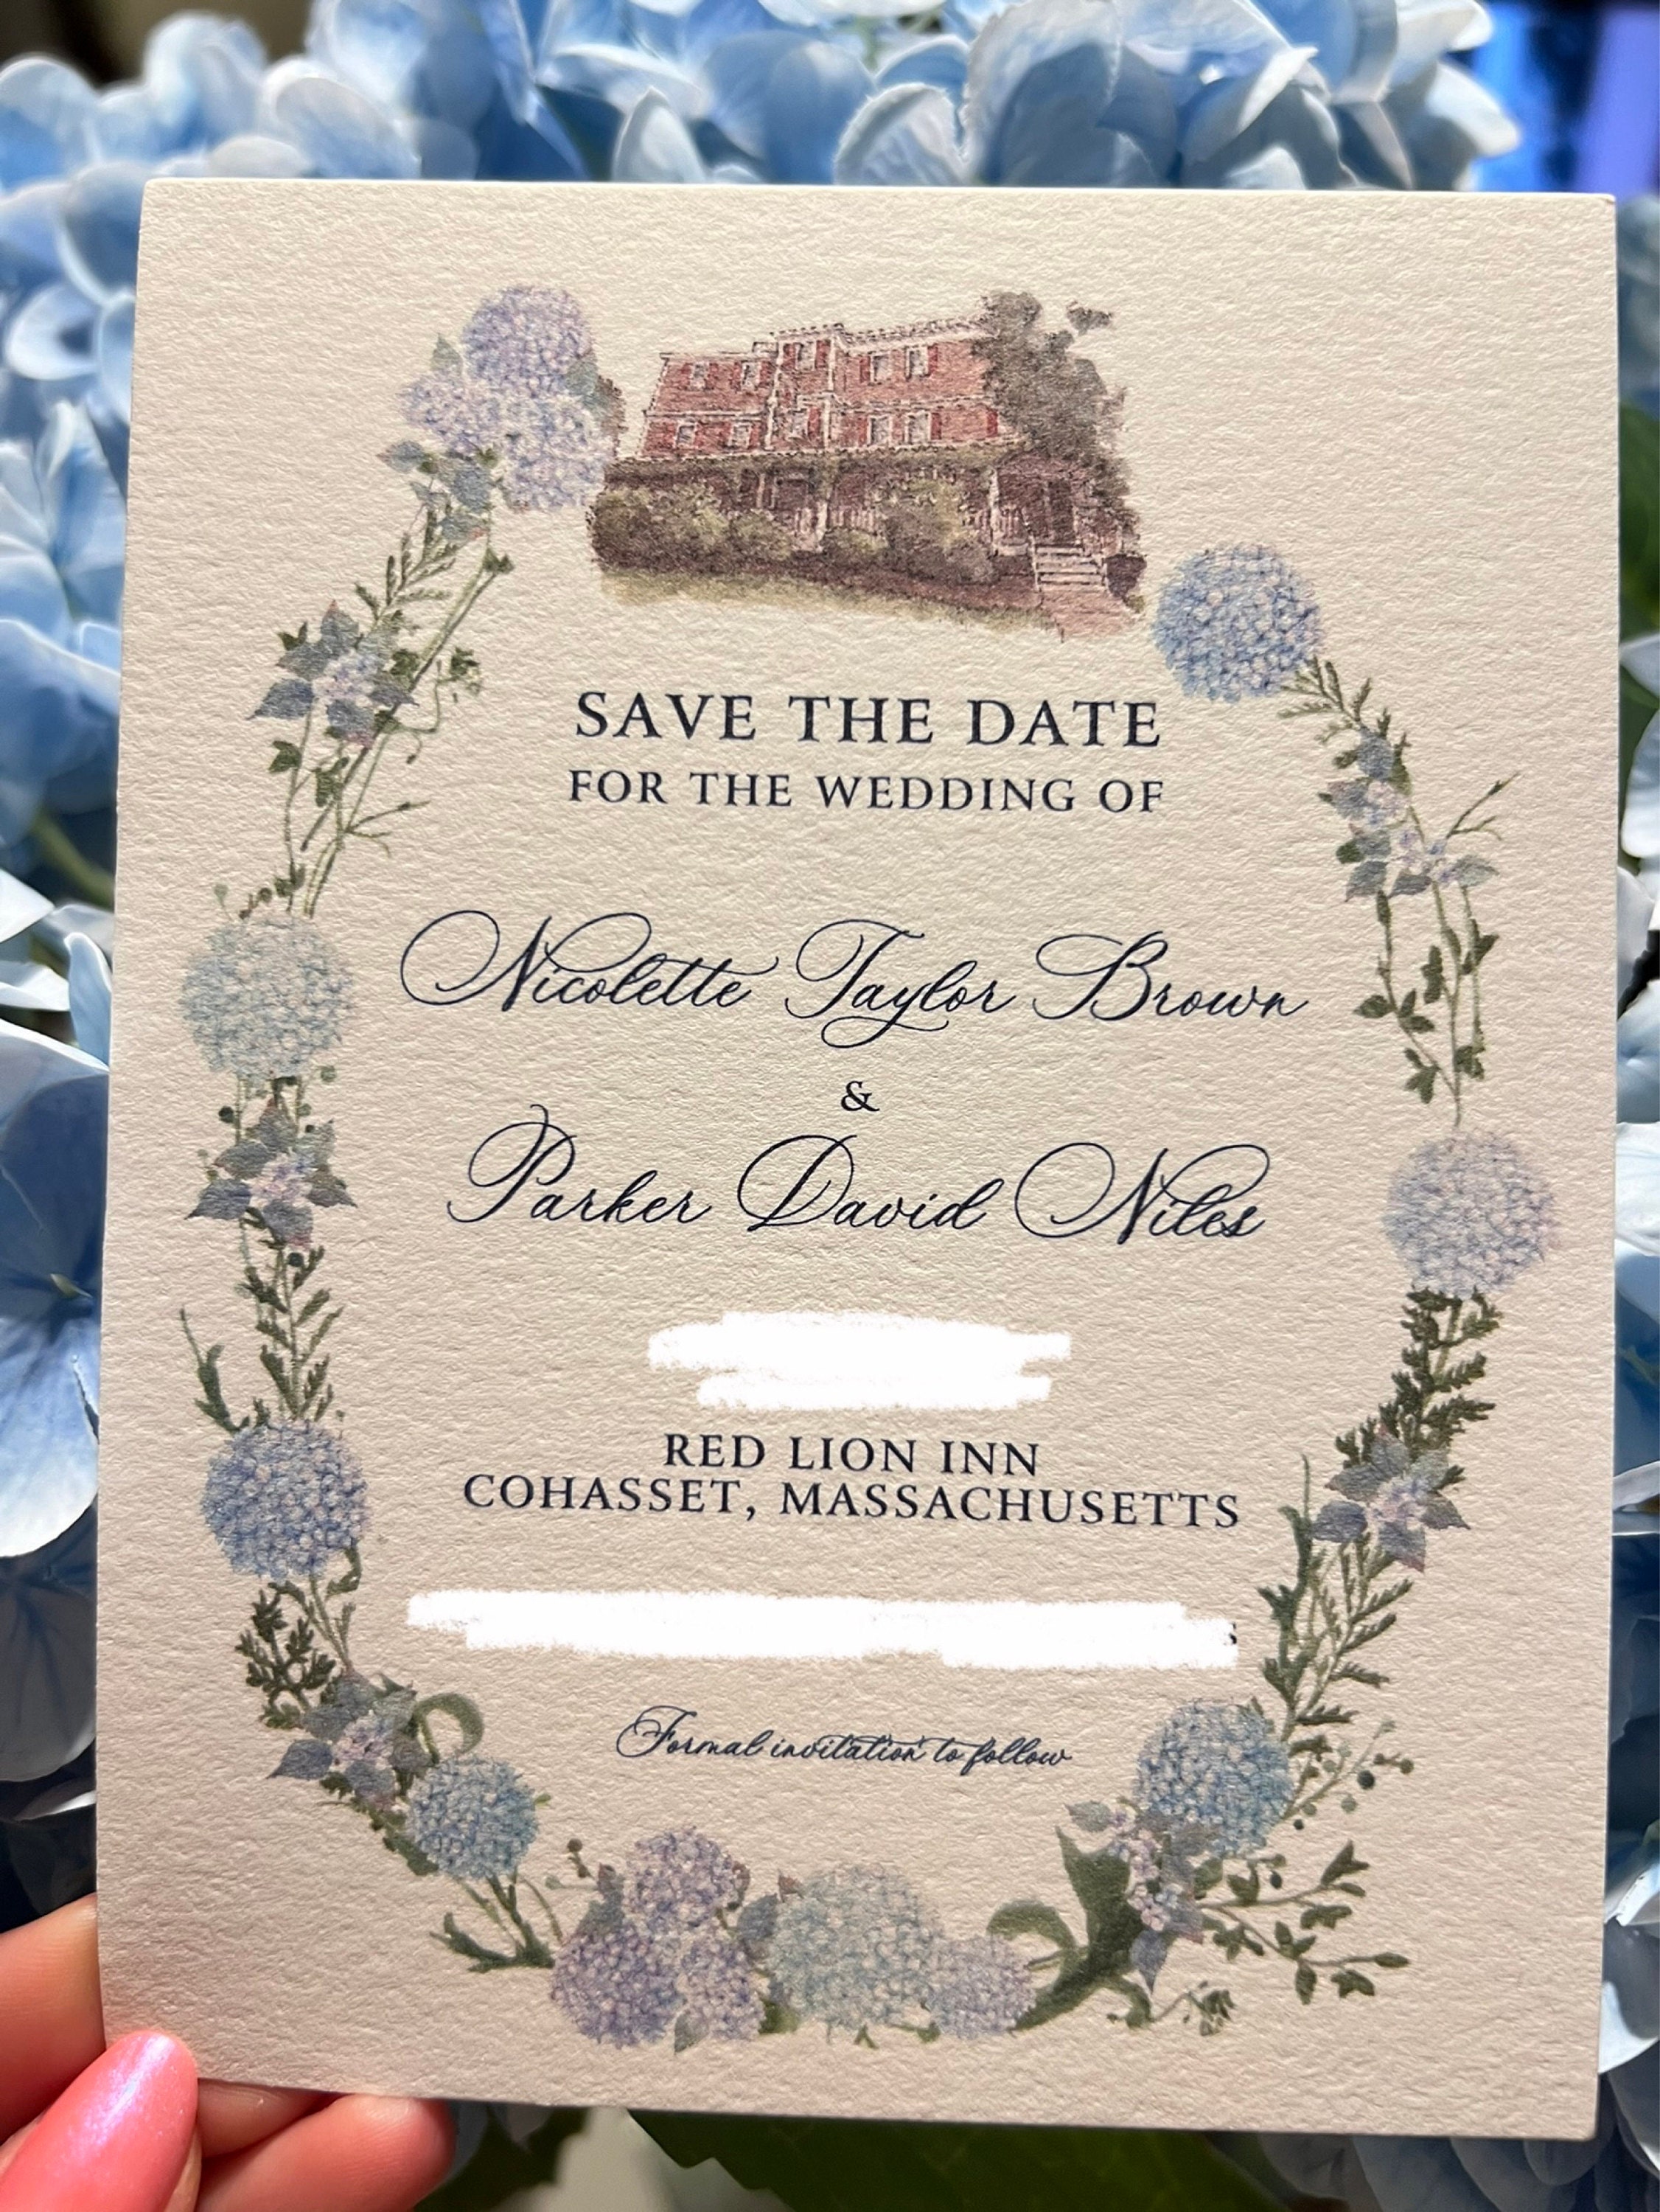 SAVE THE DATE
FOR THE WEDDING OF
Nicolette Taylor Brown
&
Parker David Niles
RED LION INN
COHASSET, MASSACHUSETTS
Formal invitation to follow